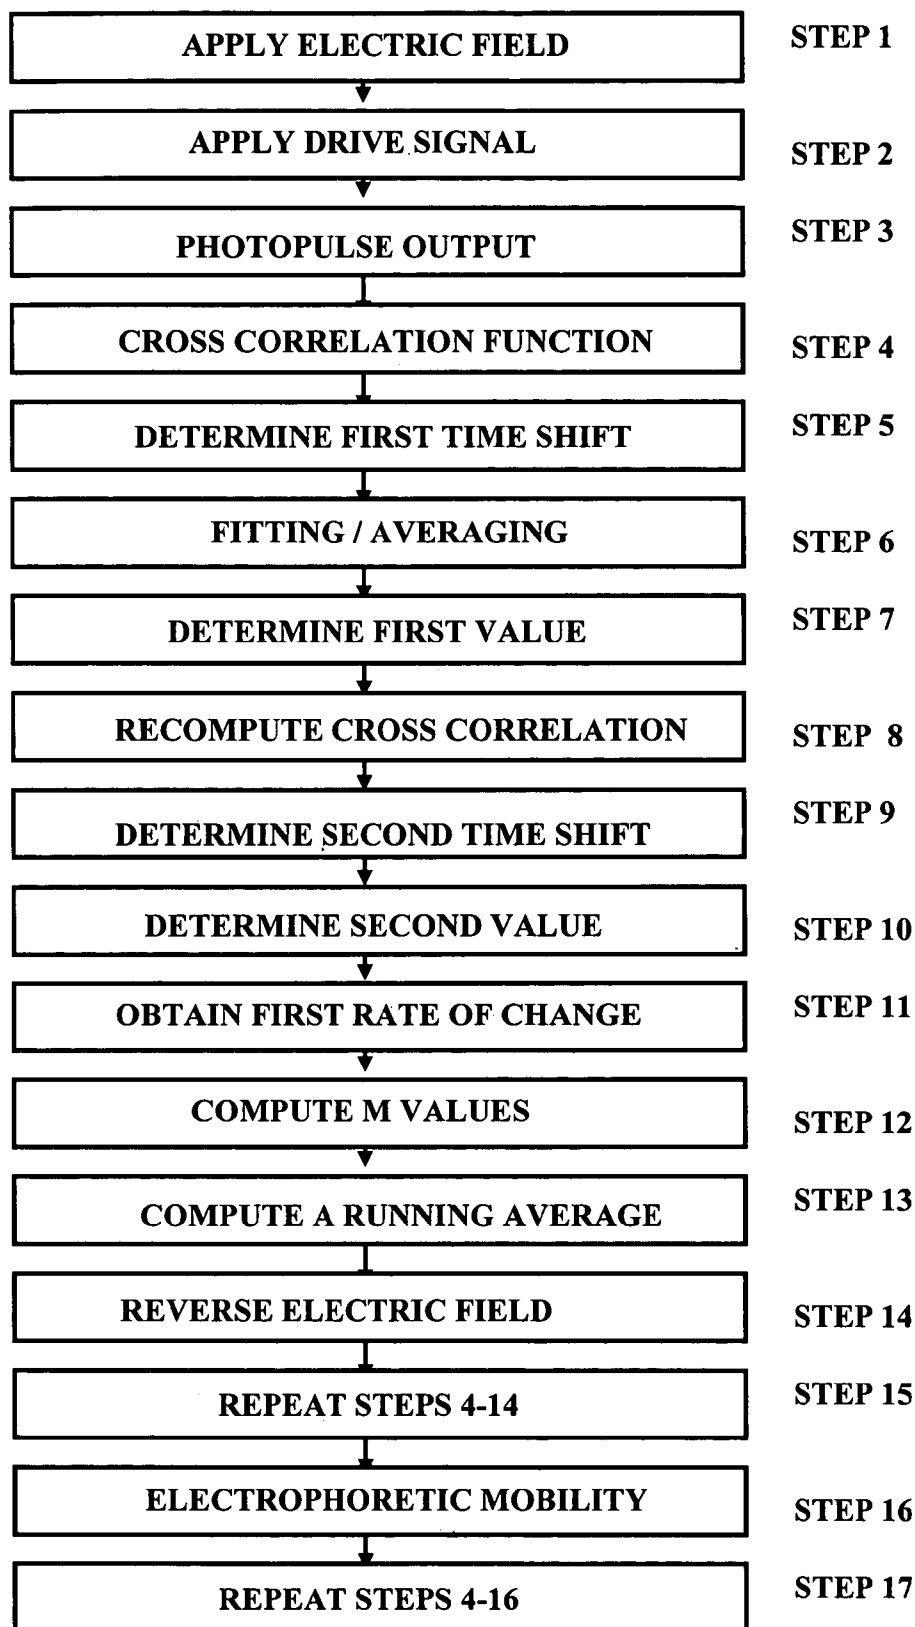 APPLY ELECTRIC FIELD STEP 1
APPLY DRIVE SIGNAL STEP 2
PHOTOPULSE OUTPUT STEP 3
CROSS CORRELATION FUNCTION STEP 4
DETERMINE FIRST TIME SHIFT STEP 5
FITTING / AVERAGING STEP 6
DETERMINE FIRST VALUE STEP 7
RECOMPUTE CROSS CORRELATION STEP 8
DETERMINE SECOND TIME SHIFT STEP 9
DETERMINE SECOND VALUE STEP 10
OBTAIN FIRST RATE OF CHANGE STEP 11
COMPUTE M VALUES STEP 12
COMPUTE A RUNNING AVERAGE STEP 13
REVERSE ELECTRIC FIELD STEP 14
REPEAT STEPS 4-14 STEP 15
ELECTROPHORETIC MOBILITY STEP 16
REPEAT STEPS 4-16 STEP 17